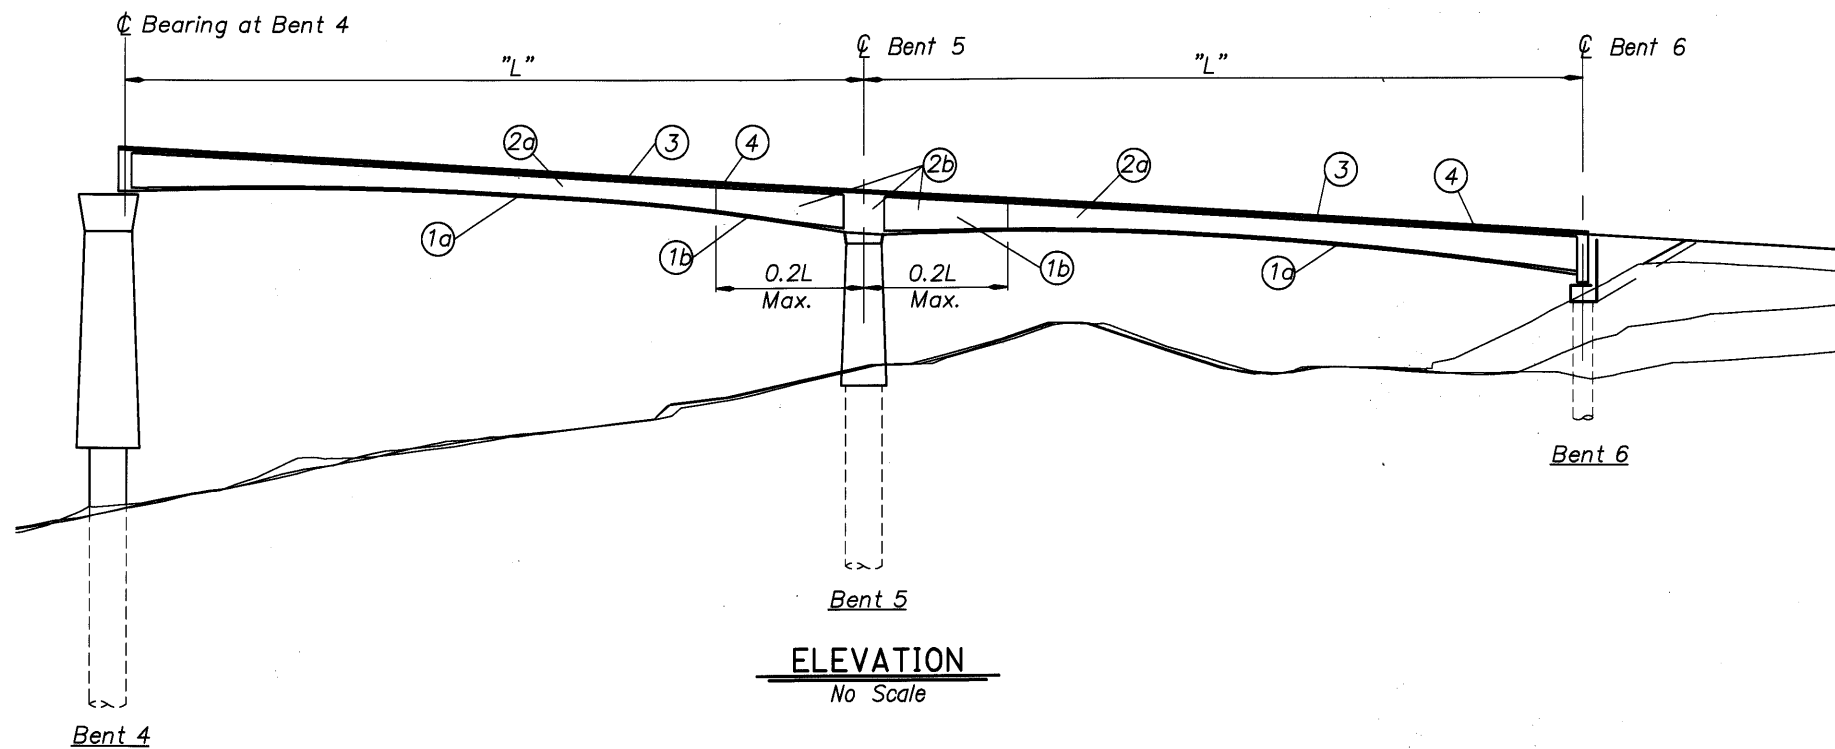 ℄ Bearing at Bent 4
℄ Bent 5
℄ Bent 6
"L"
"L"
2a
3
4
2b
2a
3
4
1a
1b
1b
1a
0.2L
Max.
0.2L
Max.
Bent 6
Bent 5
ELEVATION
No Scale
Bent 4